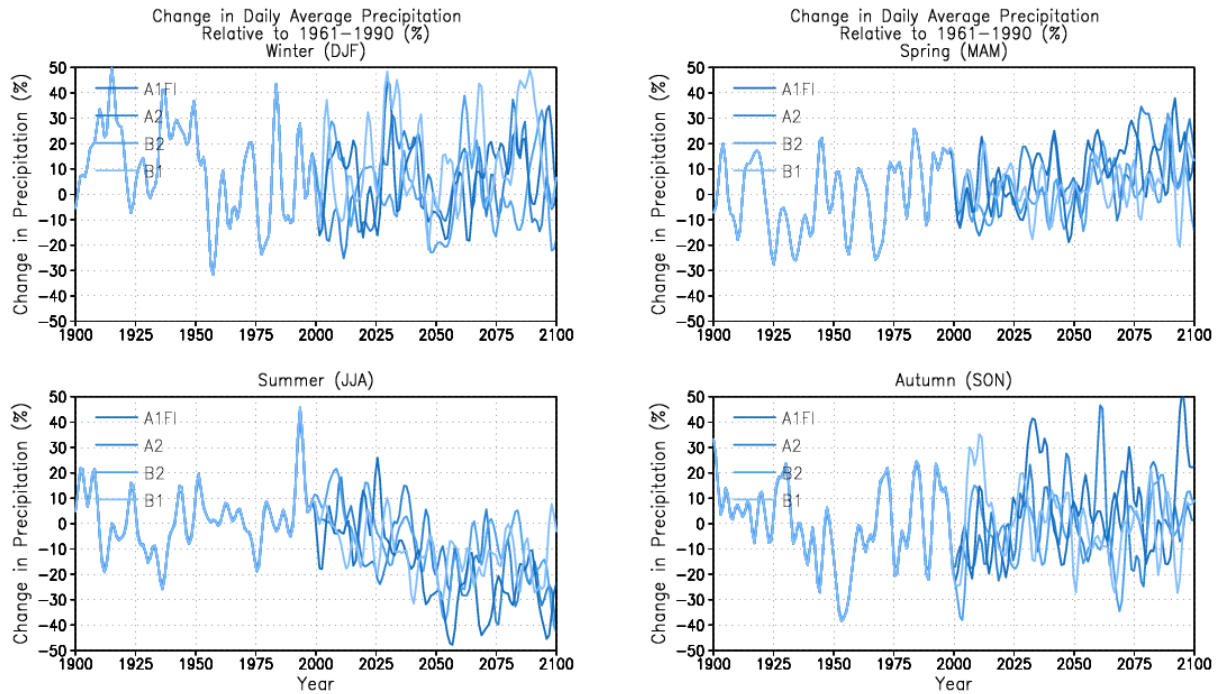 Change in Daily Average Precipitation
Relative to 1961−1990 (%)
Winter (DJF)
Change in Precipitation (%)
50
40
30
20
10
0
−10
−20
−30
−40
−50
A1FI
A2
B2
B1
1900 1925 1950 1975 2000 2025 2050 2075 2100
Change in Daily Average Precipitation
Relative to 1961−1990 (%)
Spring (MAM)
Change in Precipitation (%)
50
40
30
20
10
0
−10
−20
−30
−40
−50
A1FI
A2
B2
B1
1900 1925 1950 1975 2000 2025 2050 2075 2100
Summer (JJA)
Change in Precipitation (%)
50
40
30
20
10
0
−10
−20
−30
−40
−50
A1FI
A2
B2
B1
1900 1925 1950 1975 2000 2025 2050 2075 2100
Year
Autumn (SON)
Change in Precipitation (%)
50
40
30
20
10
0
−10
−20
−30
−40
−50
A1FI
A2
B2
B1
1900 1925 1950 1975 2000 2025 2050 2075 2100
Year